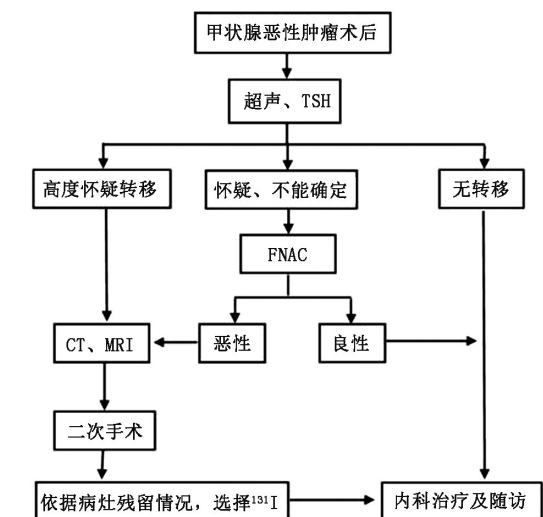 甲状腺恶性肿瘤术后
超声、TSH
高度怀疑转移
怀疑、不能确定
无转移
FNAC
CT、MRI
恶性
良性
二次手术
依据病灶残留情况，选择¹³¹I
内科治疗及随访